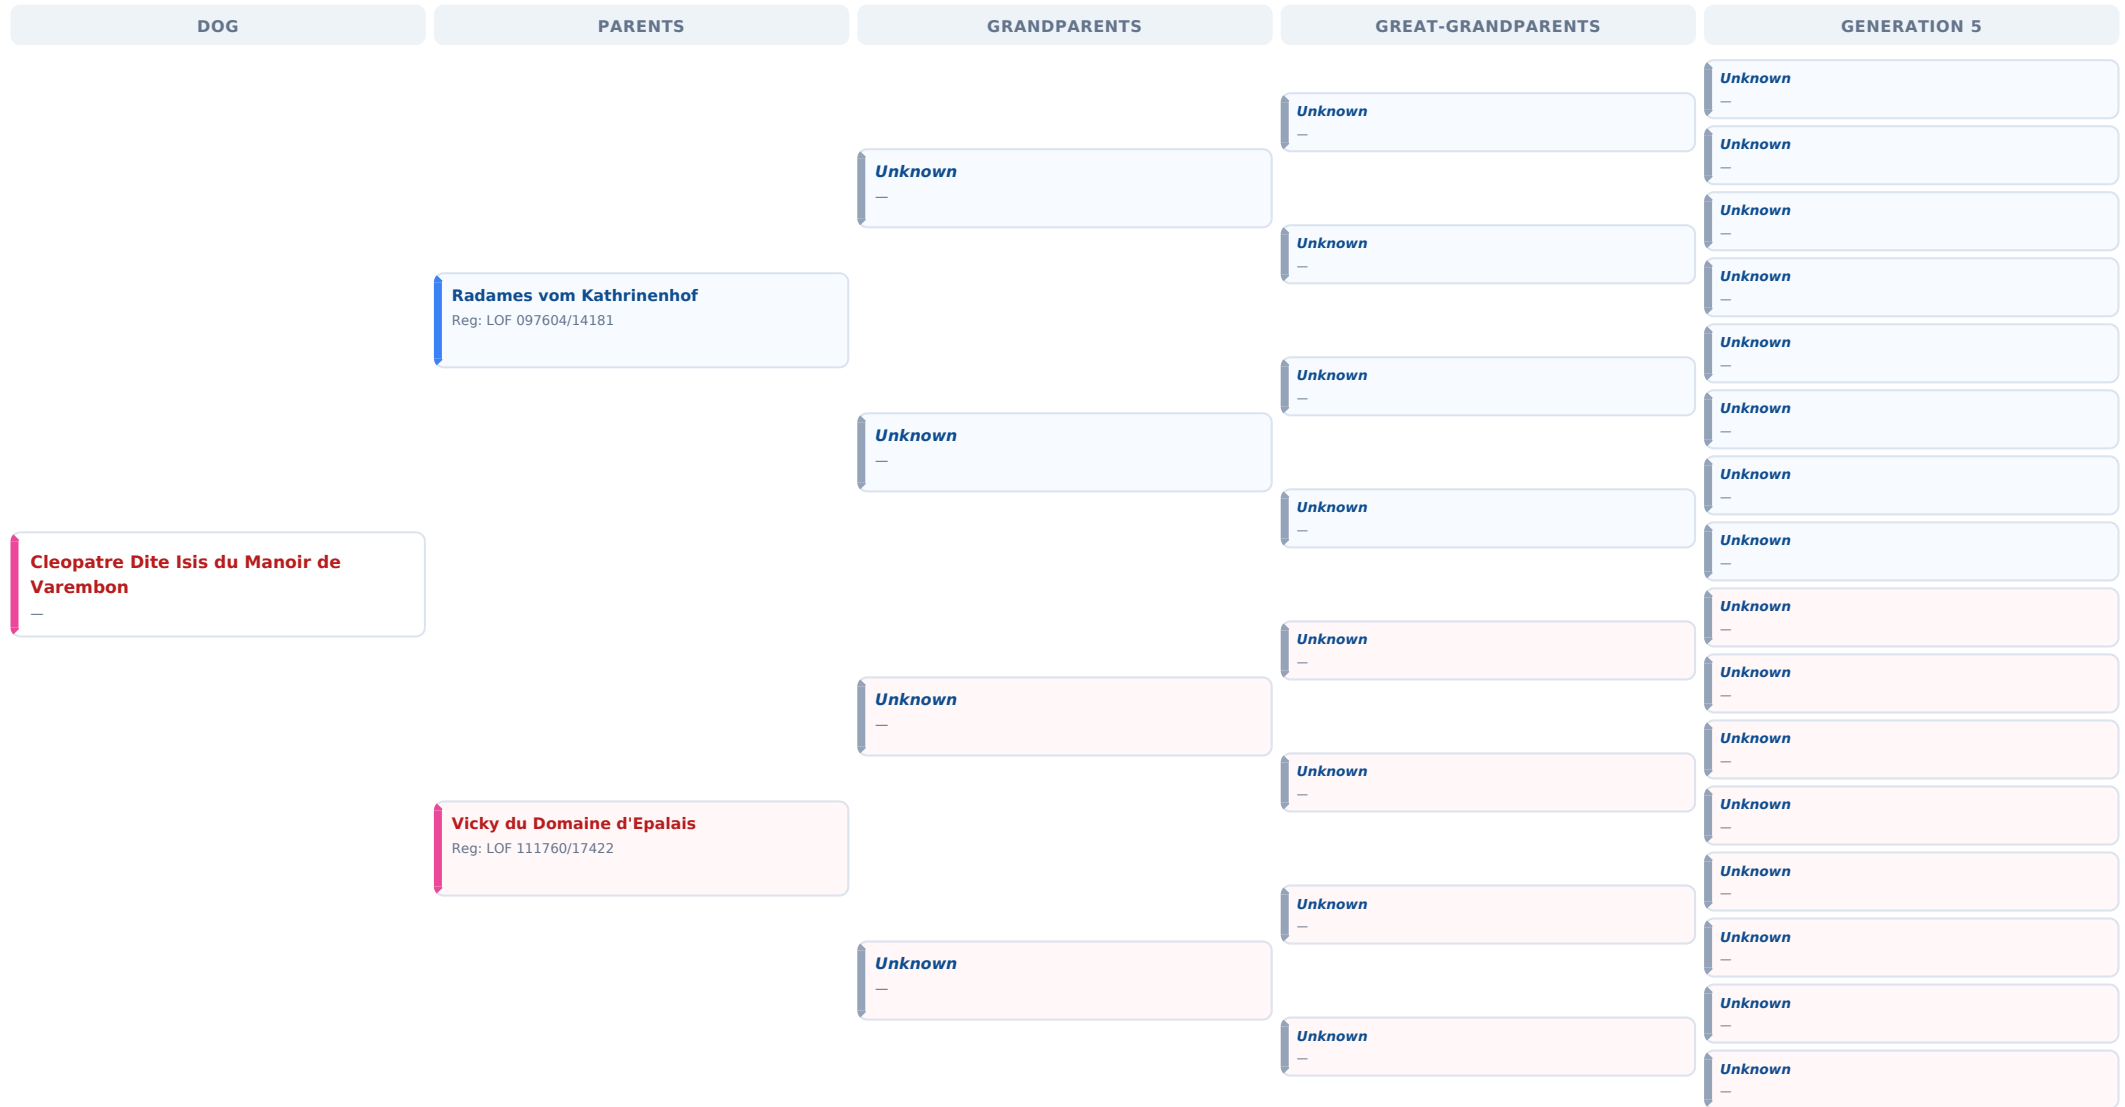 DOG
PARENTS
GRANDPARENTS
GREAT-GRANDPARENTS
GENERATION 5
Cleopatre Dite Isis du Manoir de
Varembon
—
Radames vom Kathrinenhof
Reg: LOF 097604/14181
Vicky du Domaine d'Epalais
Reg: LOF 111760/17422
Unknown
—
Unknown
—
Unknown
—
Unknown
—
Unknown
—
Unknown
—
Unknown
—
Unknown
—
Unknown
—
Unknown
—
Unknown
—
Unknown
—
Unknown
—
Unknown
—
Unknown
—
Unknown
—
Unknown
—
Unknown
—
Unknown
—
Unknown
—
Unknown
—
Unknown
—
Unknown
—
Unknown
—
Unknown
—
Unknown
—
Unknown
—
Unknown
—